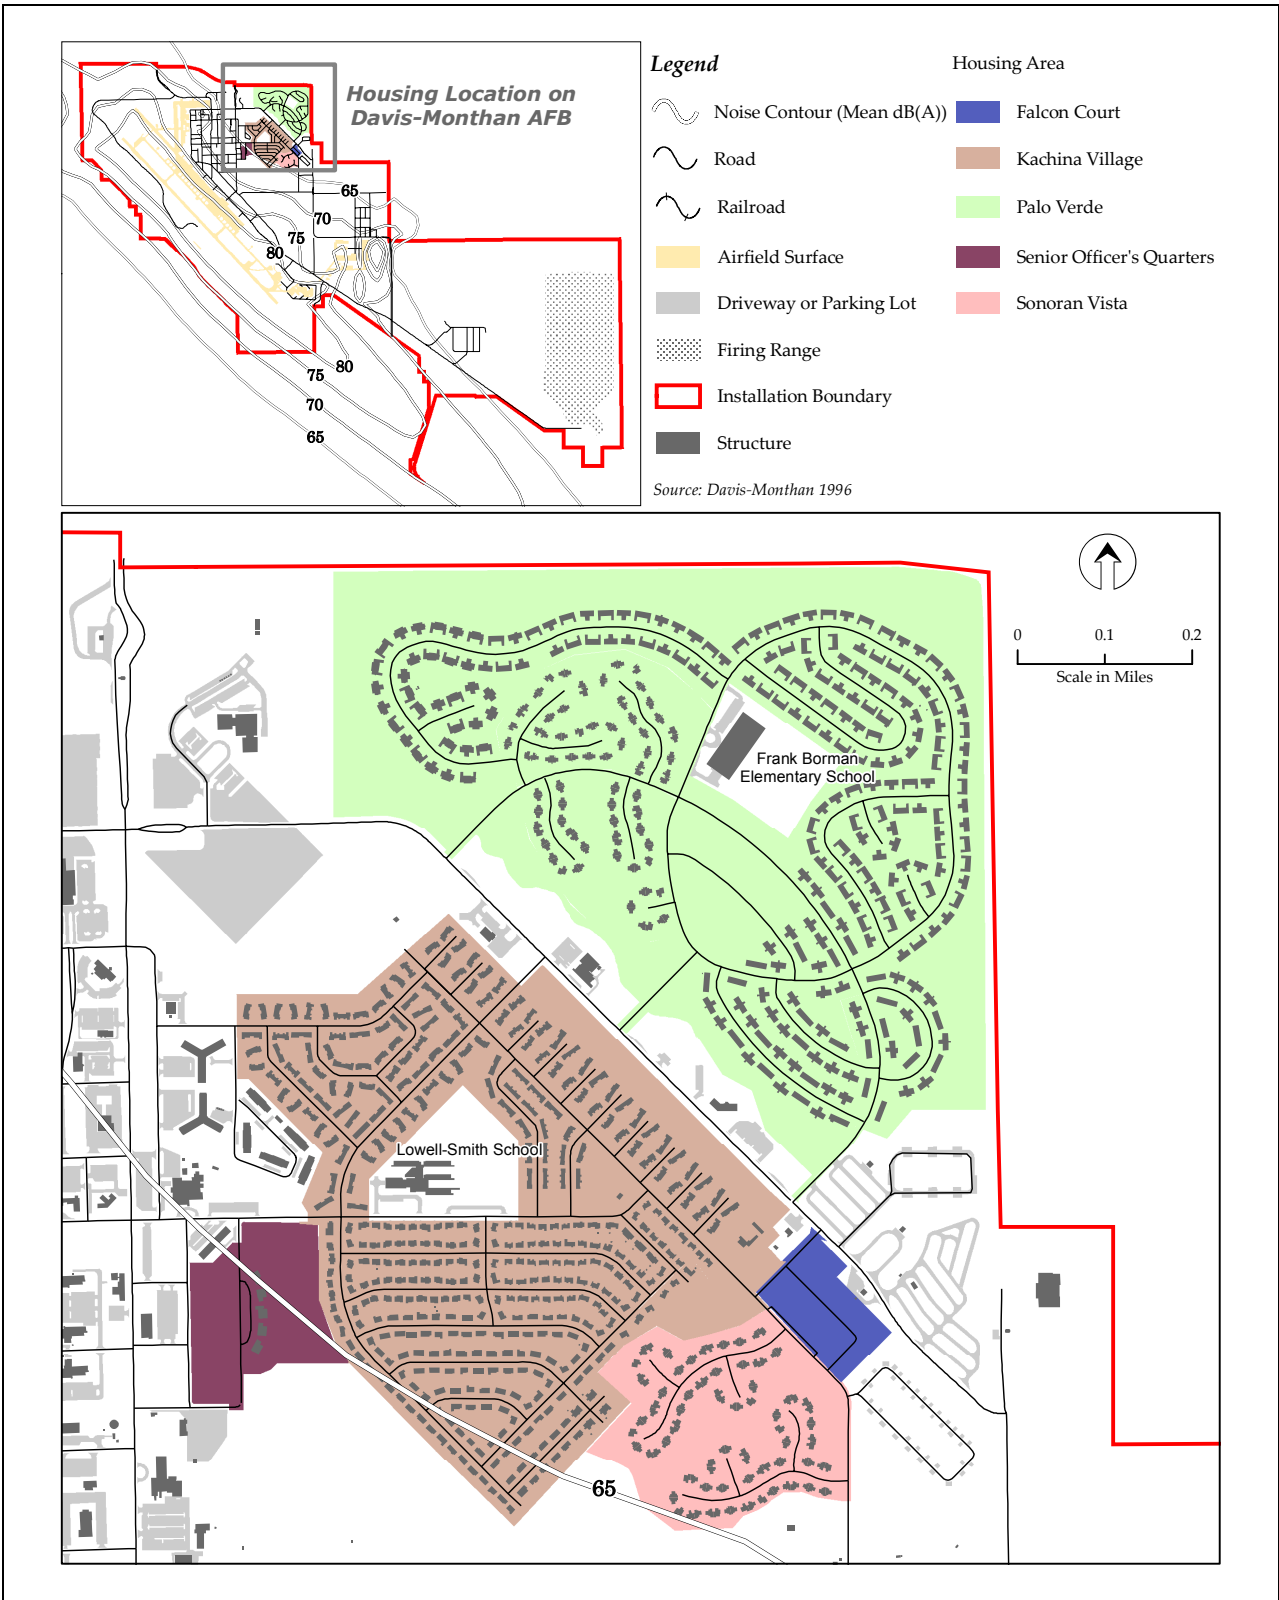 Housing Location on
Davis-Monthan AFB
65
70
75
80
80
75
70
65
Legend
Noise Contour (Mean dB(A))
Road
Railroad
Airfield Surface
Driveway or Parking Lot
Firing Range
Installation Boundary
Structure
Source: Davis-Monthan 1996
Housing Area
Falcon Court
Kachina Village
Palo Verde
Senior Officer's Quarters
Sonoran Vista
0 0.1 0.2
Scale in Miles
Frank Borman
Elementary School
Lowell-Smith School
65